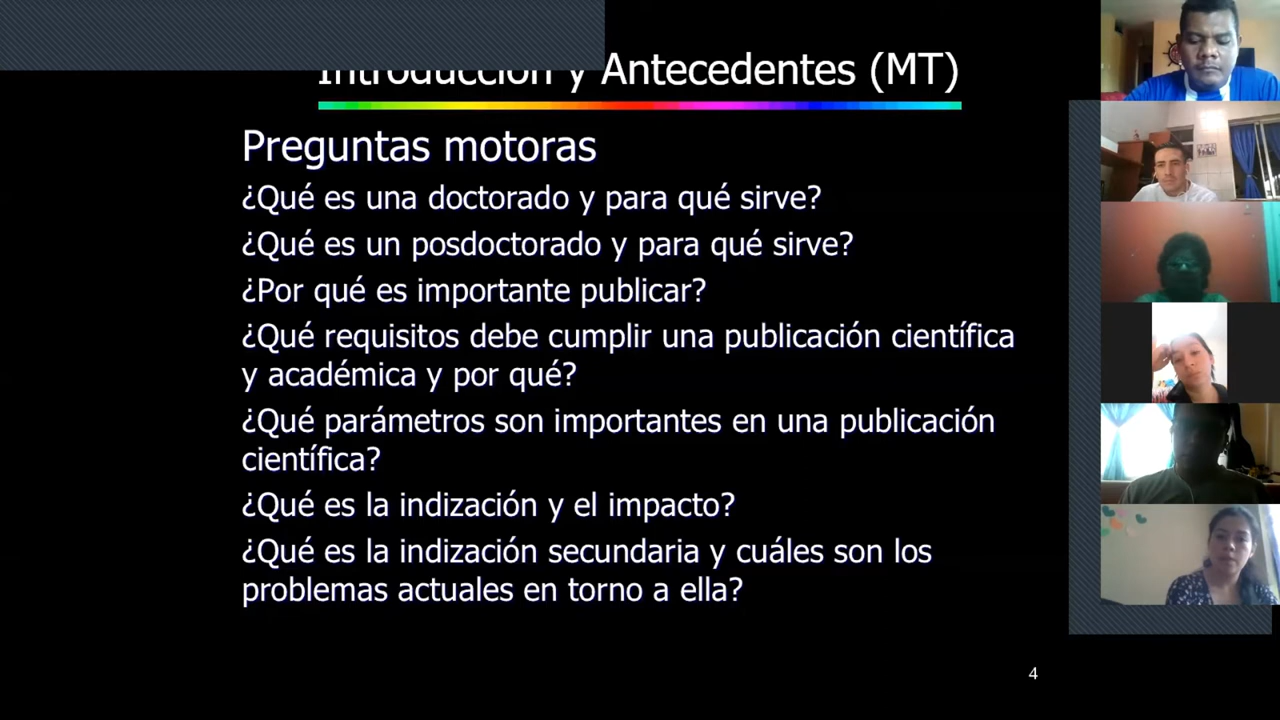 Introducción y Antecedentes (MT)
Preguntas motoras
¿Qué es una doctorado y para qué sirve?
¿Qué es un posdoctorado y para qué sirve?
¿Por qué es importante publicar?
¿Qué requisitos debe cumplir una publicación científica
y académica y por qué?
¿Qué parámetros son importantes en una publicación
científica?
¿Qué es la indización y el impacto?
¿Qué es la indización secundaria y cuáles son los
problemas actuales en torno a ella?
4